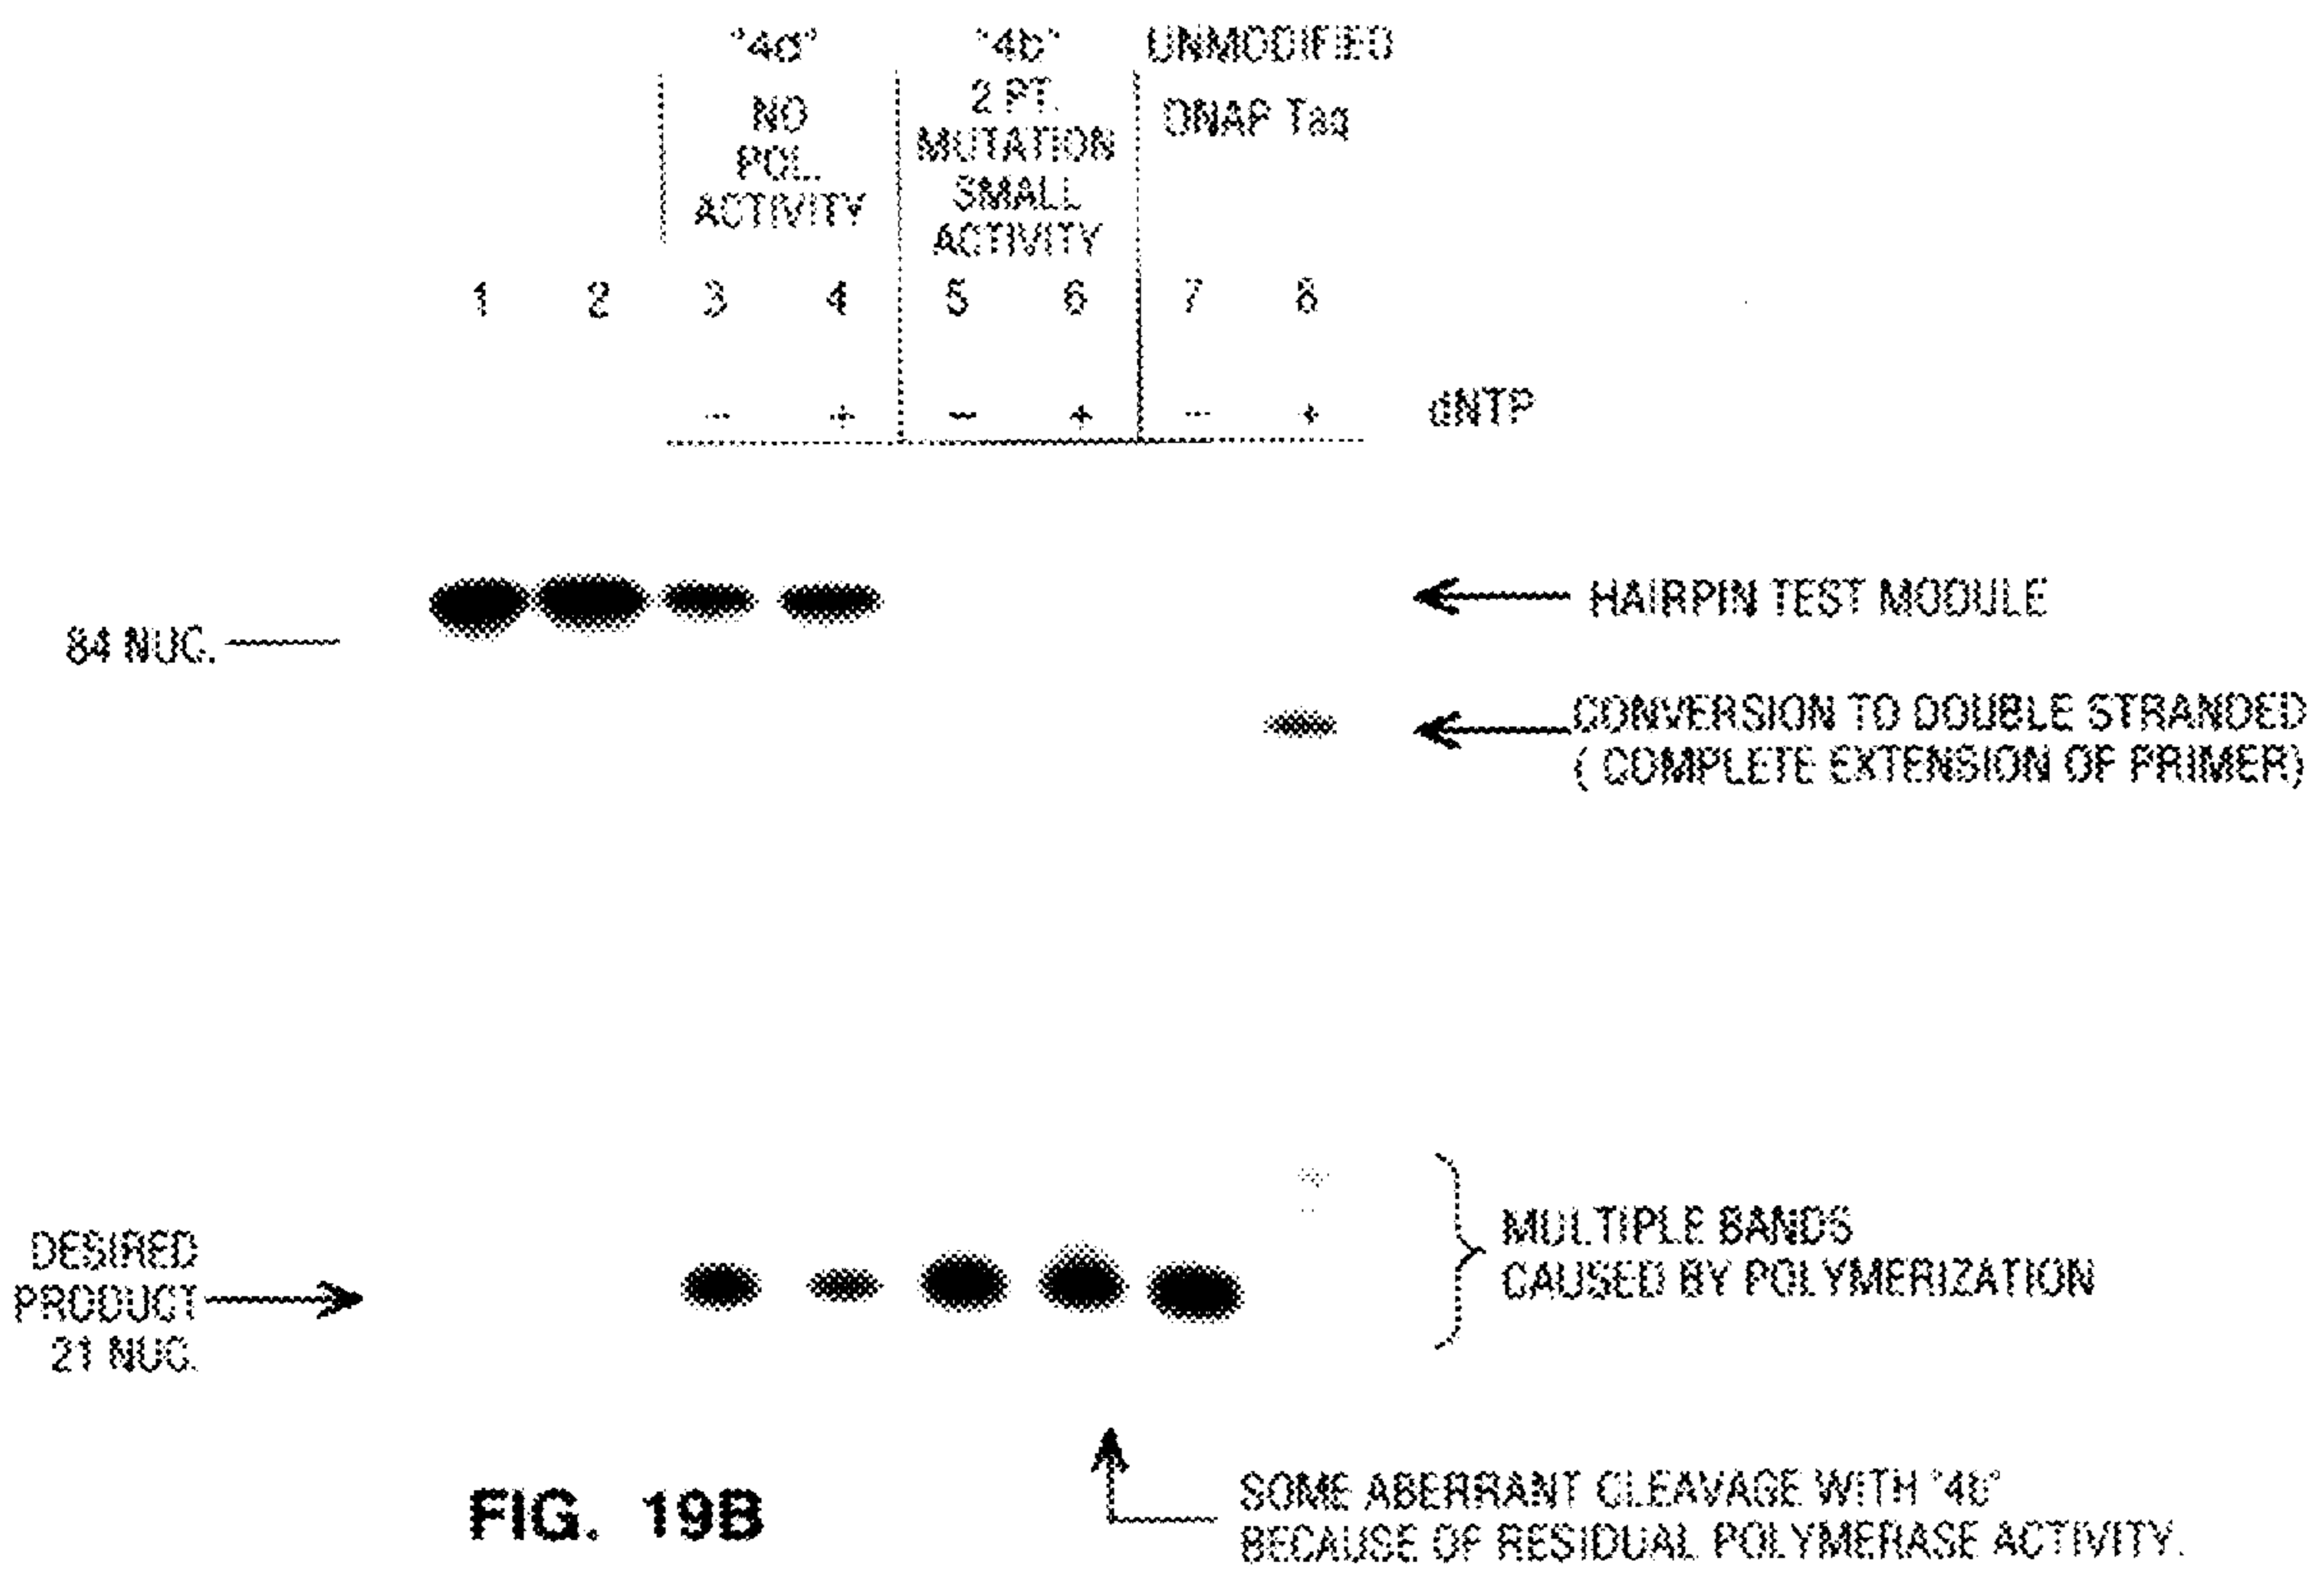 "4d"
NO
POL.
ACTIVITY
"4b"
2 PT.
MUTATION
SMALL
ACTIVITY
UNMODIFIED
DNAP Taq
1 2 3 4 5 6 7 8
- + - + - + dNTP
84 NUC.
HAIRPIN TEST MODULE
CONVERSION TO DOUBLE STRANDED
( COMPLETE EXTENSION OF PRIMER)
DESIRED
PRODUCT
21 NUC.
MULTIPLE BANDS
CAUSED BY POLYMERIZATION
SOME ABERRANT CLEAVAGE WITH "4b"
BECAUSE OF RESIDUAL POLYMERASE ACTIVITY.
FIG. 19B